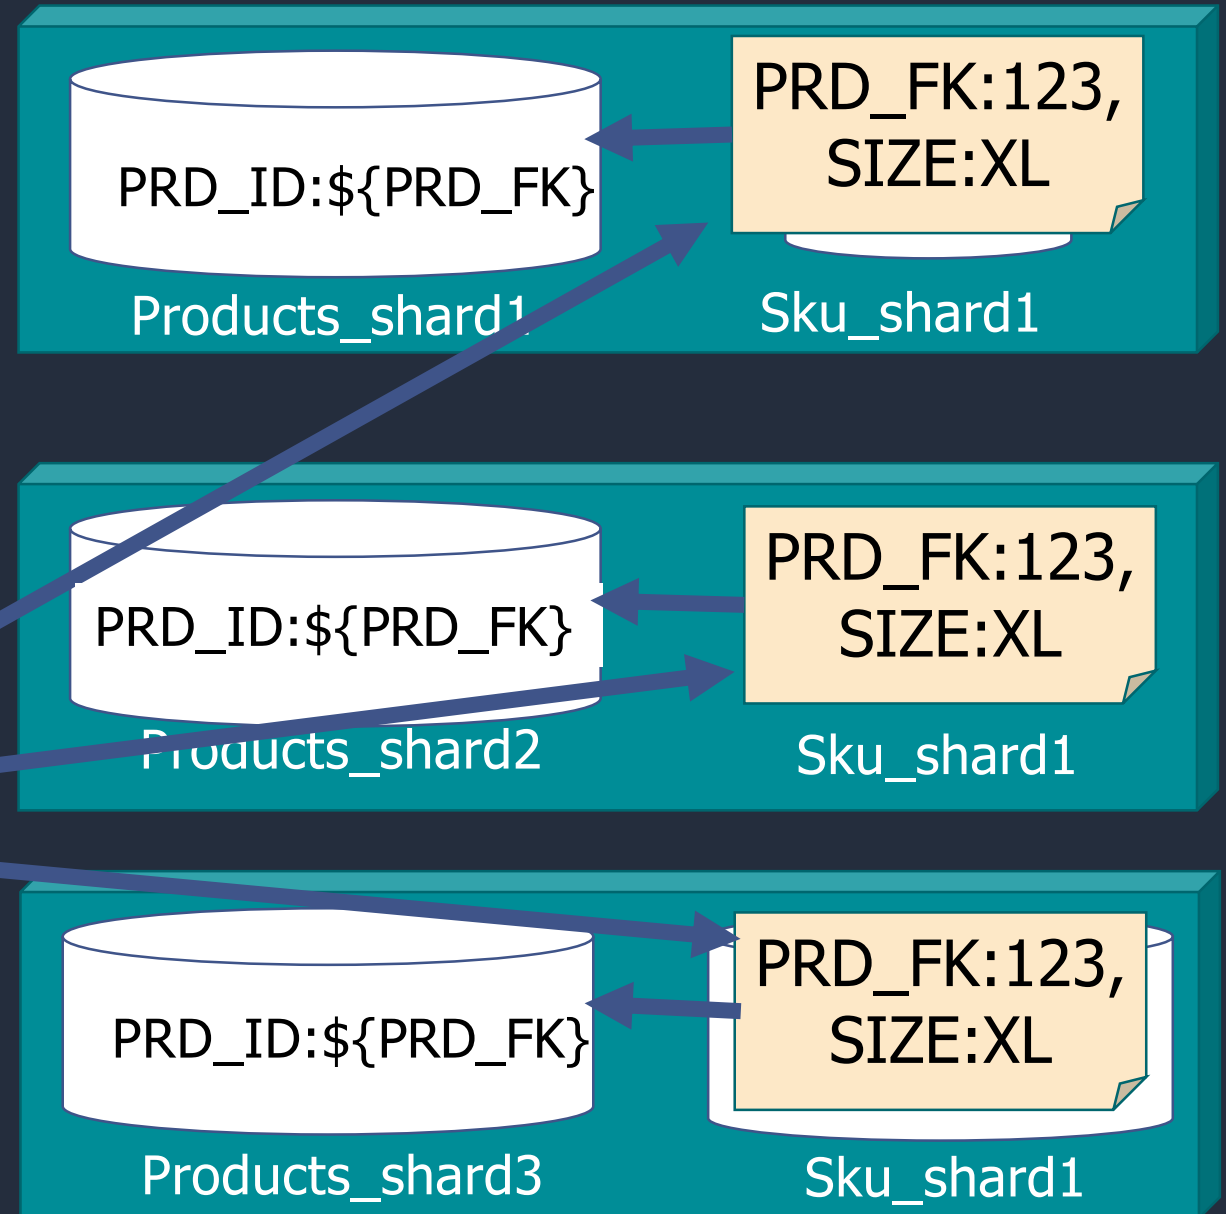 PRD_FK:123,
SIZE:XL
PRD_ID:${PRD_FK}
Products_shard1
Sku_shard1
PRD_FK:123,
SIZE:XL
PRD_ID:${PRD_FK}
Products_shard2
Sku_shard1
PRD_FK:123,
SIZE:XL
PRD_ID:${PRD_FK}
Products_shard3
Sku_shard1